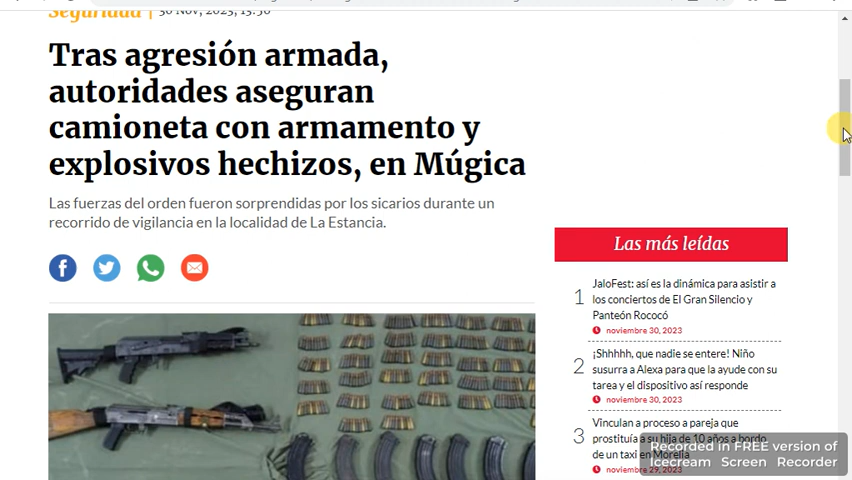 Seguridad | 30 Nov, 2023, 13:50
Tras agresión armada,
autoridades aseguran
camioneta con armamento y
explosivos hechizos, en Múgica
Las fuerzas del orden fueron sorprendidas por los sicarios durante un
recorrido de vigilancia en la localidad de La Estancia.
Las más leídas
1
JaloFest: así es la dinámica para asistir a
los conciertos de El Gran Silencio y
Panteón Rococó
noviembre 30, 2023
2
¡Shhhhh, que nadie se entere! Niño
susurra a Alexa para que la ayude con su
tarea y el dispositivo así responde
noviembre 30, 2023
3
Vinculan a proceso a pareja que
prostituía a su hija de 10 años a bordo
de un taxi en Morelia
noviembre 29, 2023
Recorded in FREE version of
Icecream Screen Recorder